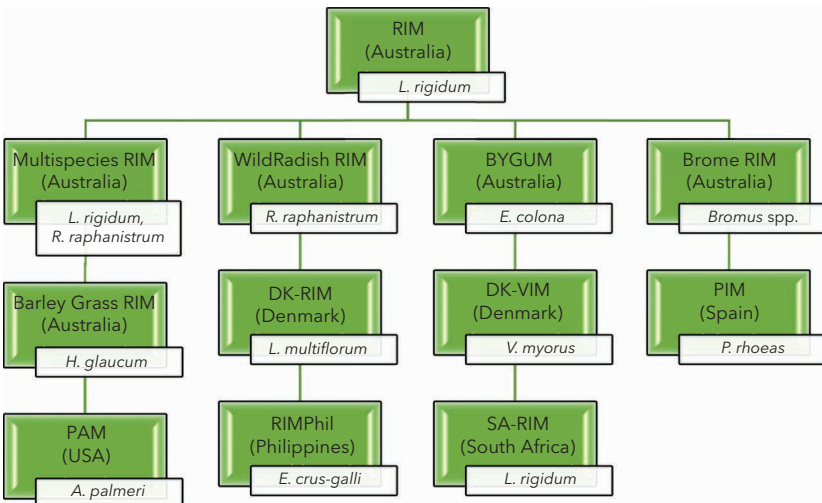 RIM
(Australia)
L. rigidum
Multispecies RIM
(Australia)
L. rigidum,
R. raphanistrum
WildRadish RIM
(Australia)
R. raphanistrum
BYGUM
(Australia)
E. colona
Brome RIM
(Australia)
Bromus spp.
Barley Grass RIM
(Australia)
H. glaucum
DK-RIM
(Denmark)
L. multiflorum
DK-VIM
(Denmark)
V. myorus
PIM
(Spain)
P. rhoeas
PAM
(USA)
A. palmeri
RIMPhil
(Philippines)
E. crus-galli
SA-RIM
(South Africa)
L. rigidum